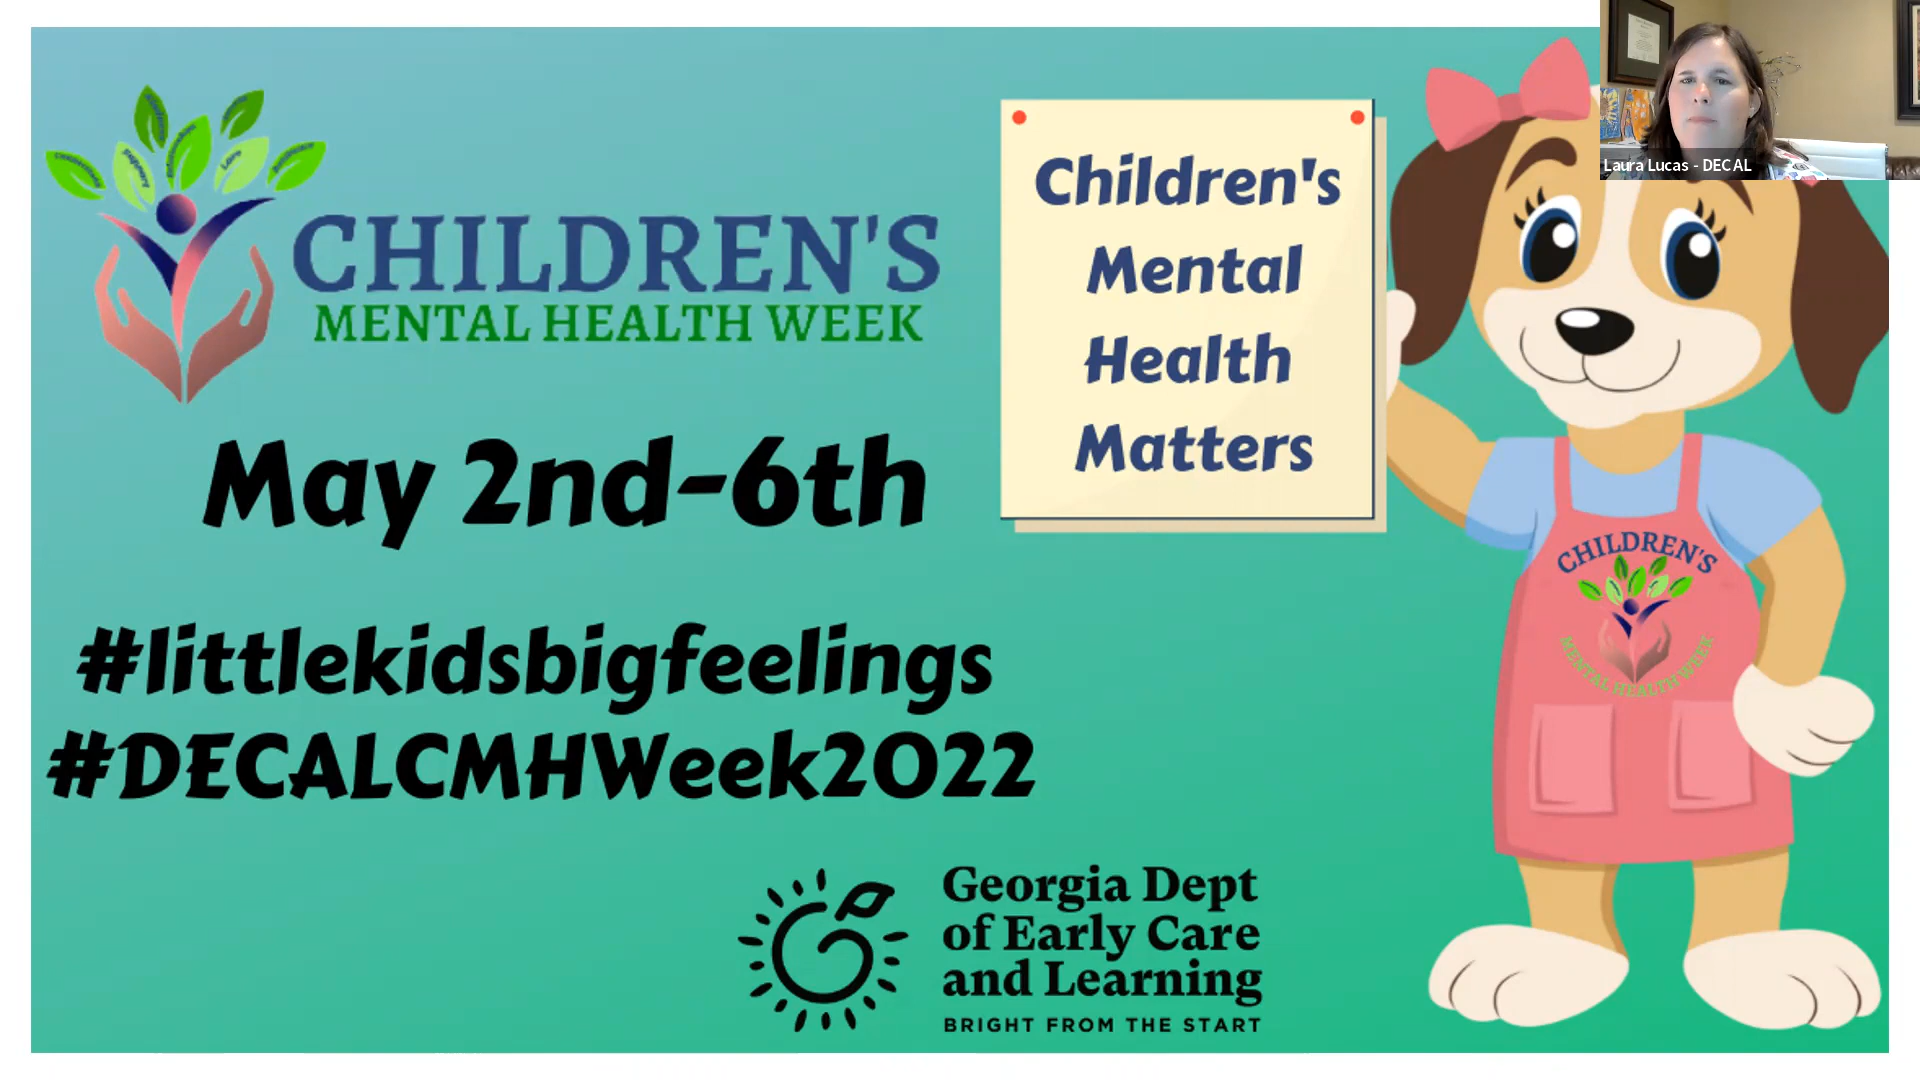 Laura Lucas - DECAL
CHILDREN'S
MENTAL HEALTH WEEK
Children's
Mental
Health
Matters
May 2nd-6th
#littlekidsbigfeelings
#DECALCMHWeek2022
CHILDREN'S
MENTAL HEALTH WEEK
Georgia Dept
of Early Care
and Learning
BRIGHT FROM THE START